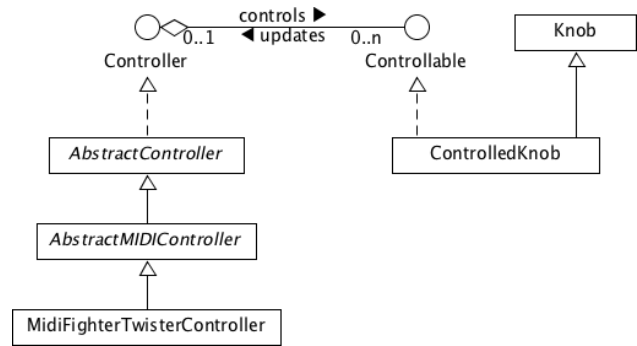 controls ▶
0..1 ◀ updates 0..n
Knob
Controller
Controllable
AbstractController
ControlledKnob
AbstractMIDIController
MidiFighterTwisterController